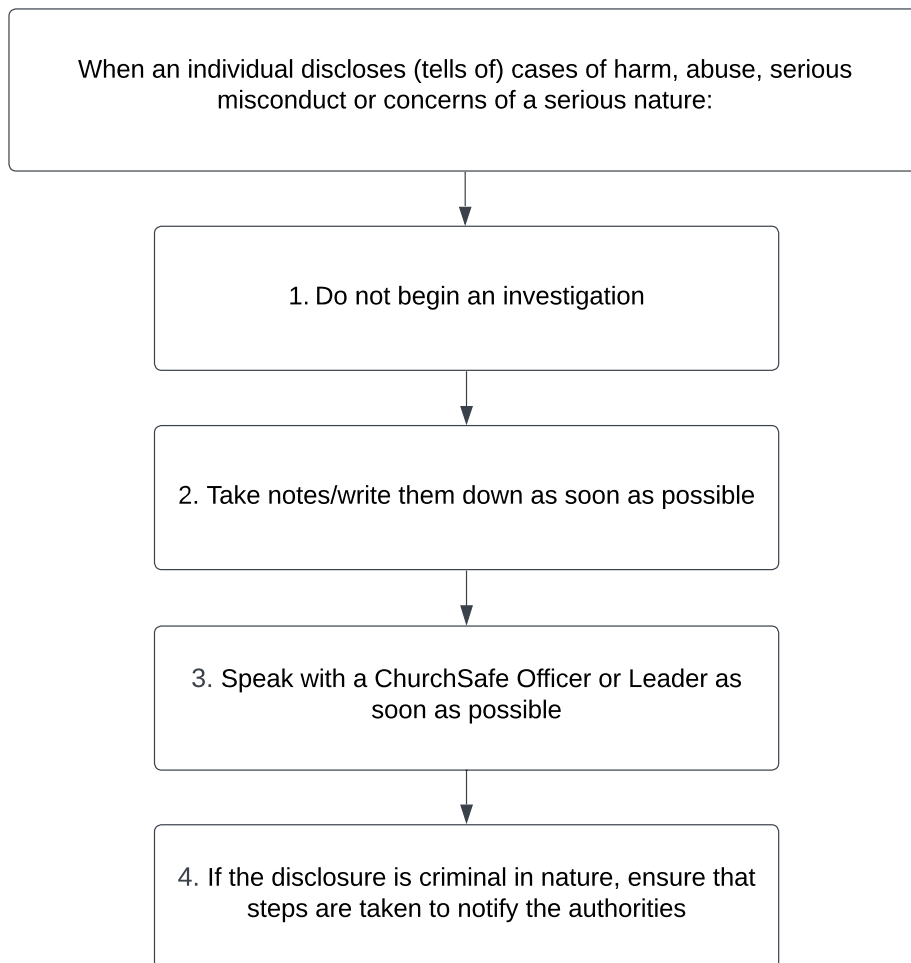 When an individual discloses (tells of) cases of harm, abuse, serious
misconduct or concerns of a serious nature:
1. Do not begin an investigation
2. Take notes/write them down as soon as possible
3. Speak with a ChurchSafe Officer or Leader as
soon as possible
4. If the disclosure is criminal in nature, ensure that
steps are taken to notify the authorities